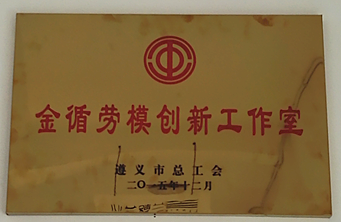 金循劳模创新工作室
遵义市总工会
二〇一五年十二月